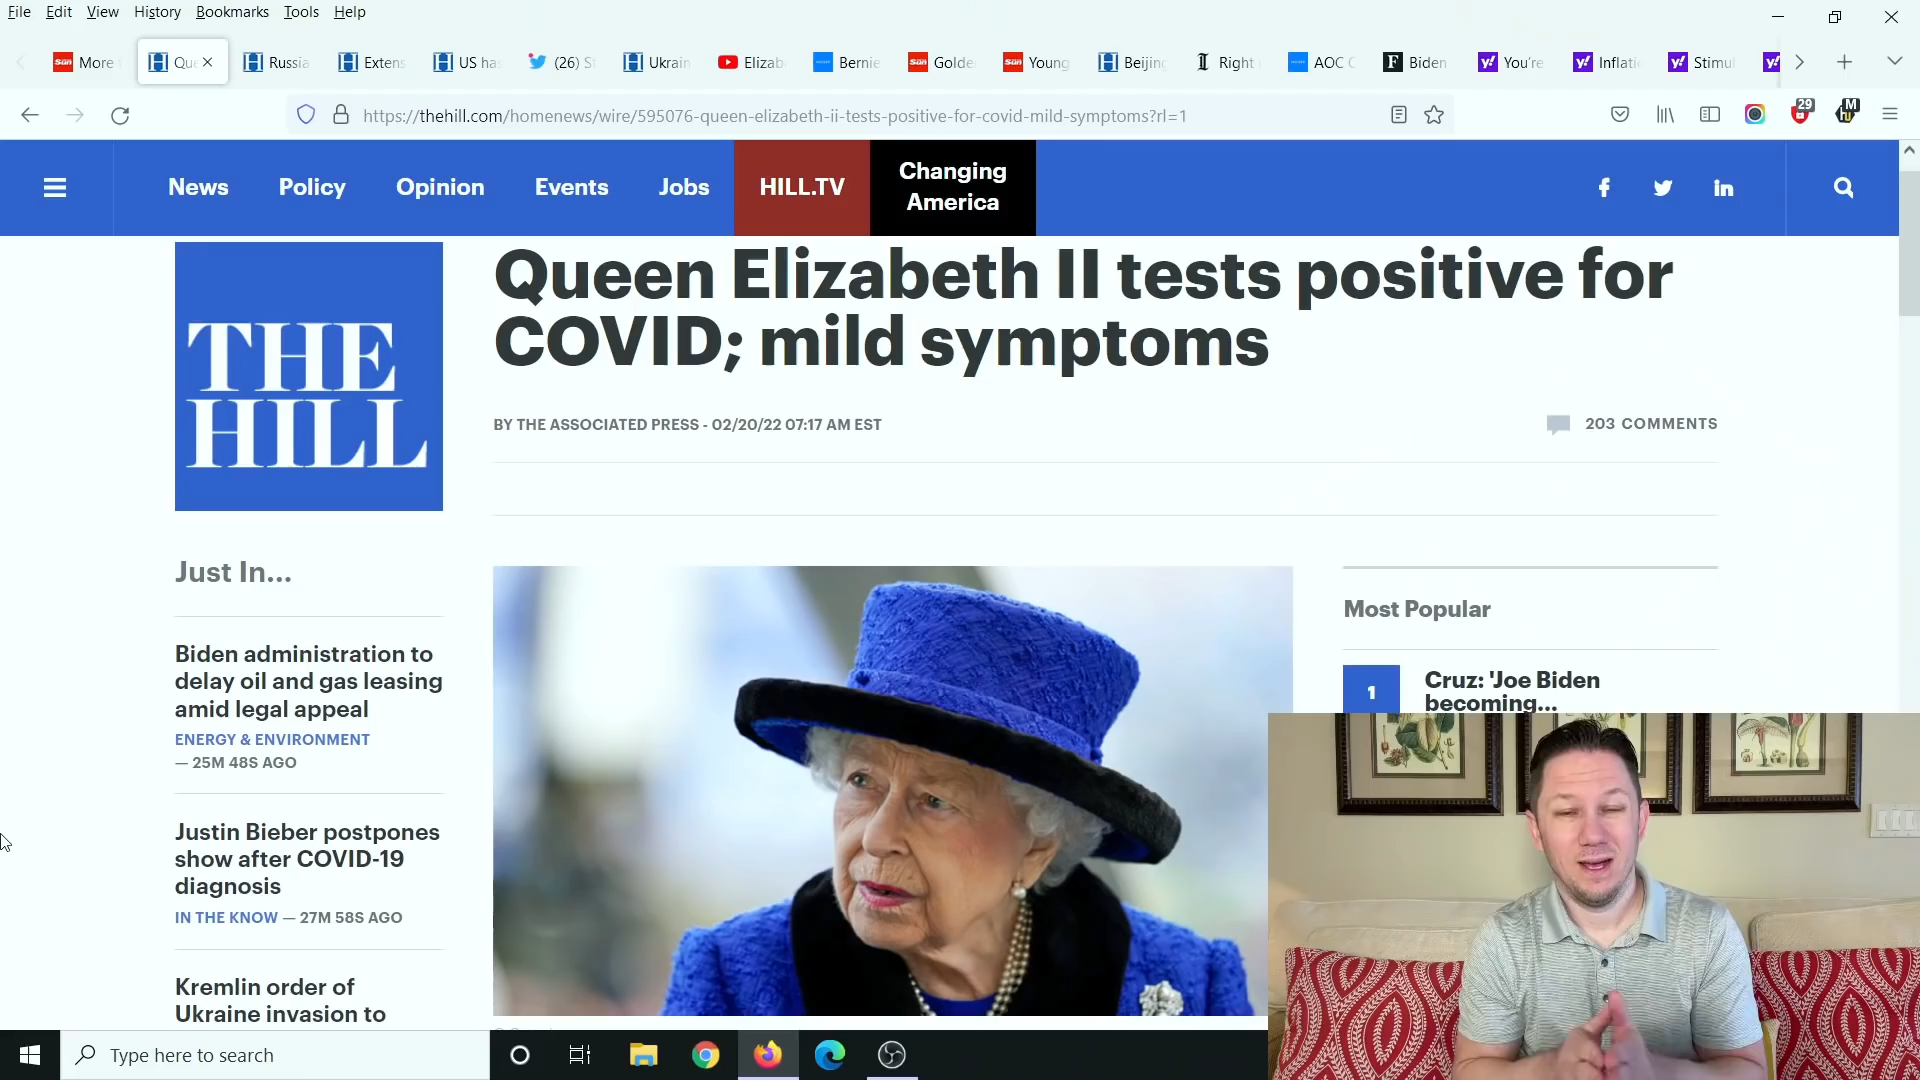 File Edit View History Bookmarks Tools Help
More Que Russia Extens US has (26) St Ukrain Elizab Bernie Golde Young Beijing Right AOC C Biden You're Inflati Stimul
https://thehill.com/homenews/wire/595076-queen-elizabeth-ii-tests-positive-for-covid-mild-symptoms?rl=1
29
M
News Policy Opinion Events Jobs HILL.TV Changing
America
Queen Elizabeth II tests positive for
COVID; mild symptoms
THE
HILL
BY THE ASSOCIATED PRESS - 02/20/22 07:17 AM EST
203 COMMENTS
Just In...
Biden administration to
delay oil and gas leasing
amid legal appeal
ENERGY & ENVIRONMENT
— 25M 48S AGO
Justin Bieber postpones
show after COVID-19
diagnosis
IN THE KNOW — 27M 58S AGO
Kremlin order of
Ukraine invasion to
Most Popular
1
Cruz: 'Joe Biden
becoming...
Type here to search